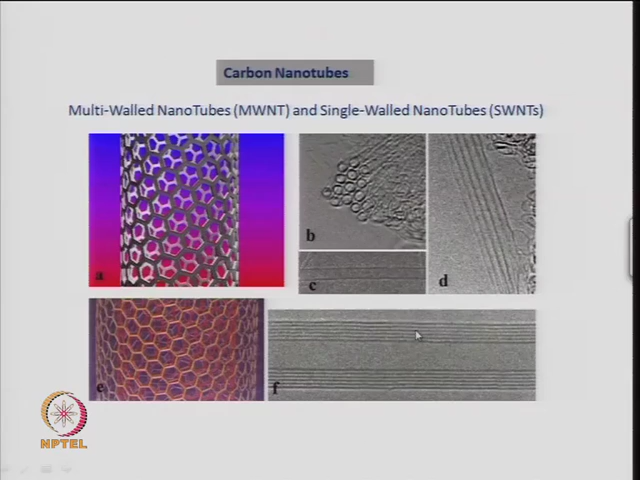 Carbon Nanotubes
Multi-Walled NanoTubes (MWNT) and Single-Walled NanoTubes (SWNTs)
a
b
c
d
e
f
NPTEL